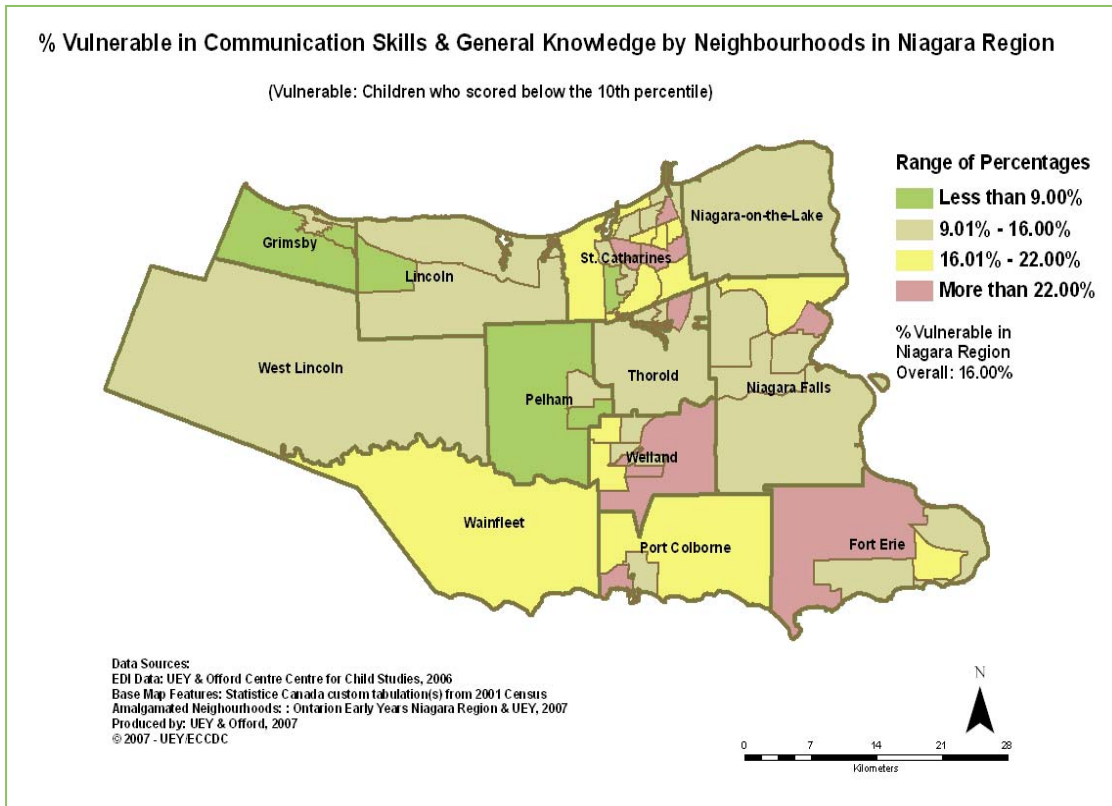 % Vulnerable in Communication Skills & General Knowledge by Neighbourhoods in Niagara Region
(Vulnerable: Children who scored below the 10th percentile)
Range of Percentages
Less than 9.00%
9.01% - 16.00%
16.01% - 22.00%
More than 22.00%
% Vulnerable in
Niagara Region
Overall: 16.00%
Niagara-on-the-Lake
Grimsby
Lincoln
St. Catharines
West Lincoln
Thorold
Niagara Falls
Pelham
Welland
Wainfleet
Port Colborne
Fort Erie
Data Sources:
EDI Data: UEY & Offord Centre Centre for Child Studies, 2006
Base Map Features: Statistice Canada custom tabulation(s) from 2001 Census
Amalgamated Neighourhoods: : Ontarion Early Years Niagara Region & UEY, 2007
Produced by: UEY & Offord, 2007
© 2007 - UEY/ECCDC
N
0 7 14 21 28
Kilometers